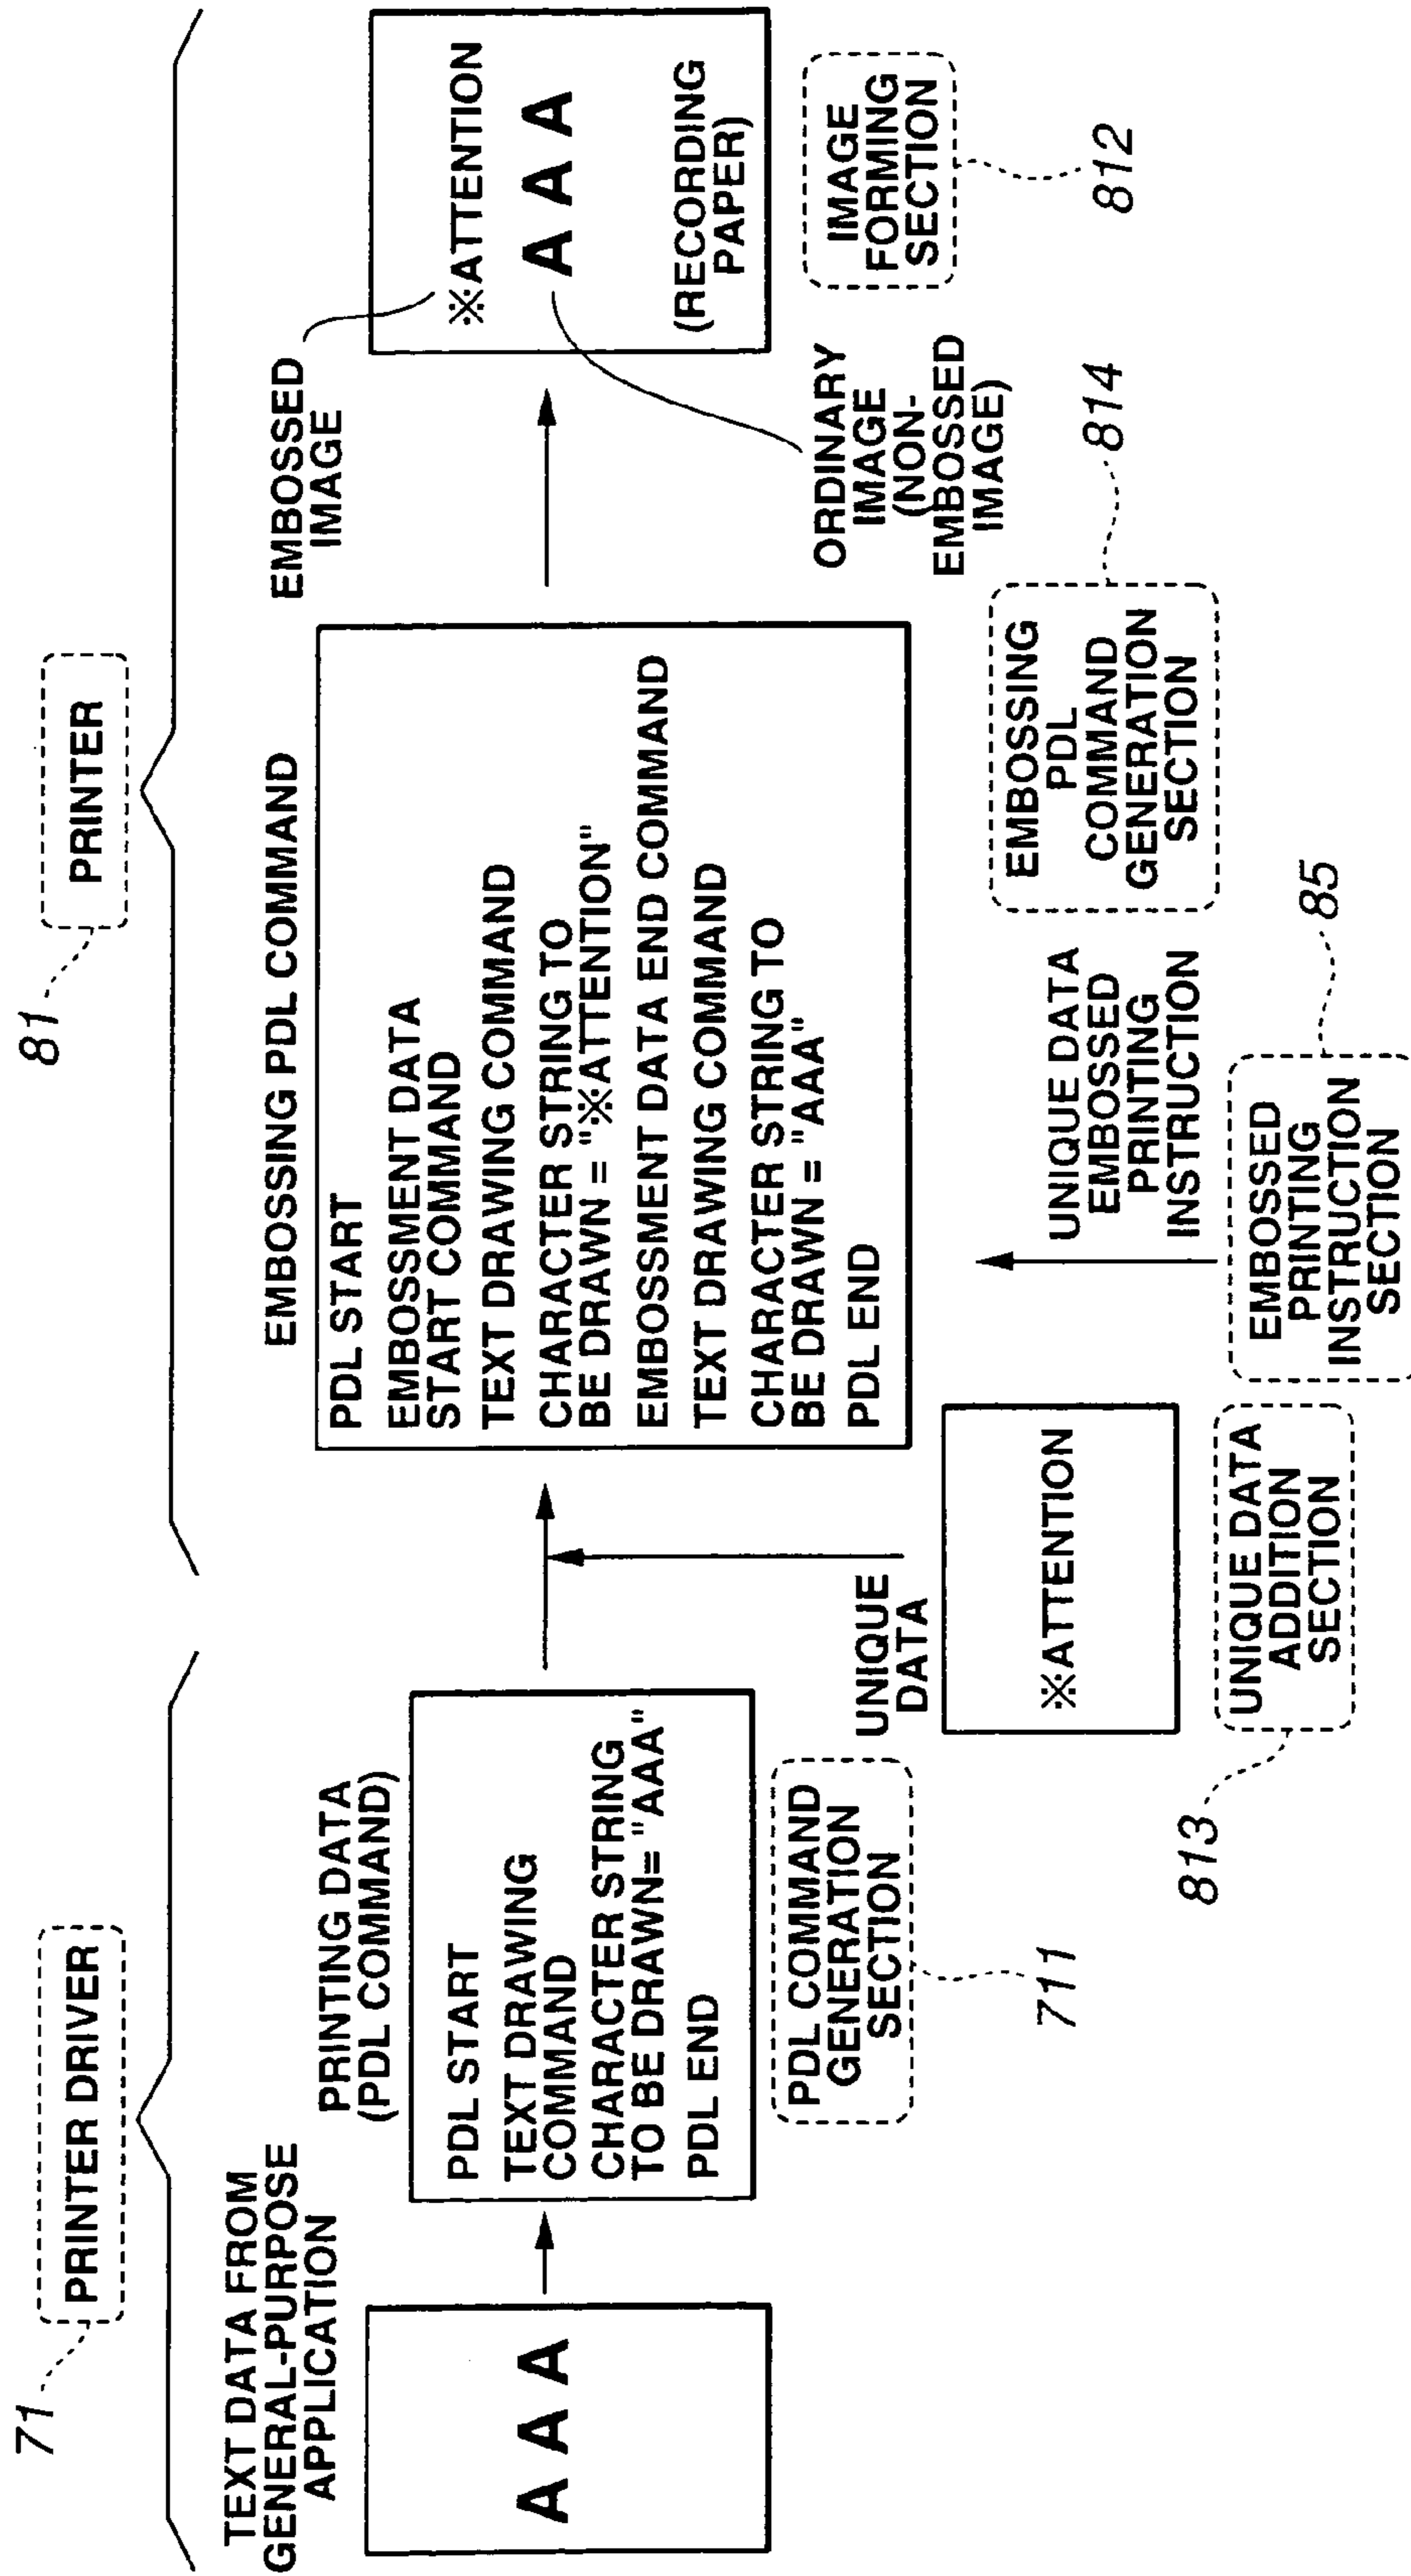 71
PRINTER DRIVER
81
PRINTER
TEXT DATA FROM
GENERAL-PURPOSE
APPLICATION
A A A
PRINTING DATA
(PDL COMMAND)
PDL START
TEXT DRAWING
COMMAND
CHARACTER STRING
TO BE DRAWN= "AAA"
PDL END
PDL COMMAND
GENERATION
SECTION
711
UNIQUE
DATA
※ATTENTION
UNIQUE DATA
ADDITION
SECTION
813
EMBOSSING PDL COMMAND
PDL START
EMBOSSMENT DATA
START COMMAND
TEXT DRAWING COMMAND
CHARACTER STRING TO
BE DRAWN = "※ATTENTION"
EMBOSSMENT DATA END COMMAND
TEXT DRAWING COMMAND
CHARACTER STRING TO
BE DRAWN = "AAA"
PDL END
UNIQUE DATA
EMBOSSED
PRINTING
INSTRUCTION
EMBOSSED
PRINTING
INSTRUCTION
SECTION
85
EMBOSSING
PDL
COMMAND
GENERATION
SECTION
814
EMBOSSED
IMAGE
※ATTENTION
A A A
(RECORDING
PAPER)
ORDINARY
IMAGE
(NON-
EMBOSSED
IMAGE)
IMAGE
FORMING
SECTION
812